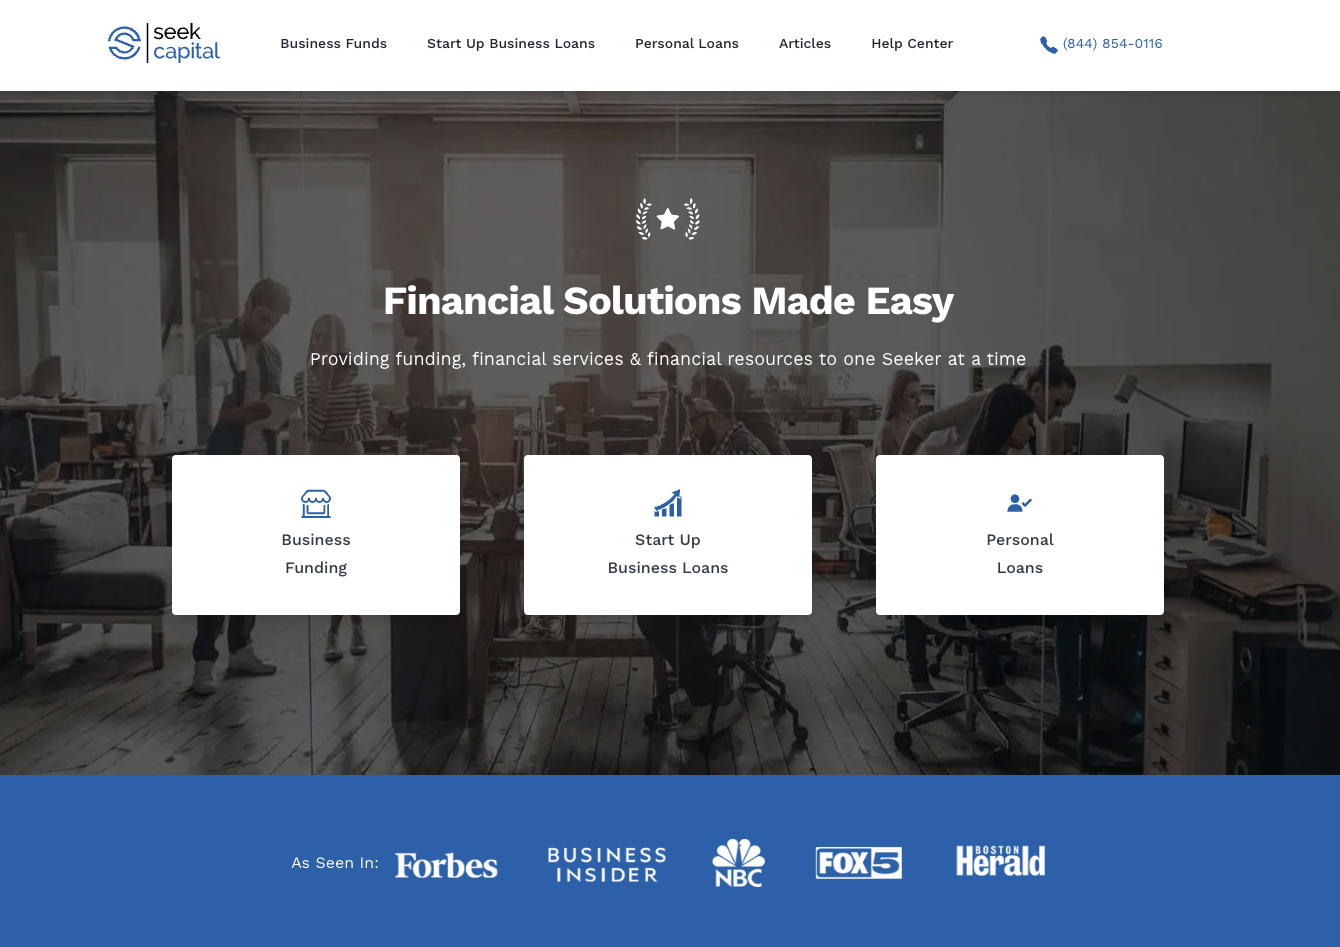 seek
capital
Business Funds
Start Up Business Loans
Personal Loans
Articles
Help Center
(844) 854-0116
Financial Solutions Made Easy
Providing funding, financial services & financial resources to one Seeker at a time
Business
Funding
Start Up
Business Loans
Personal
Loans
As Seen In:
Forbes
BUSINESS
INSIDER
NBC
FOX 5
BOSTON
Herald